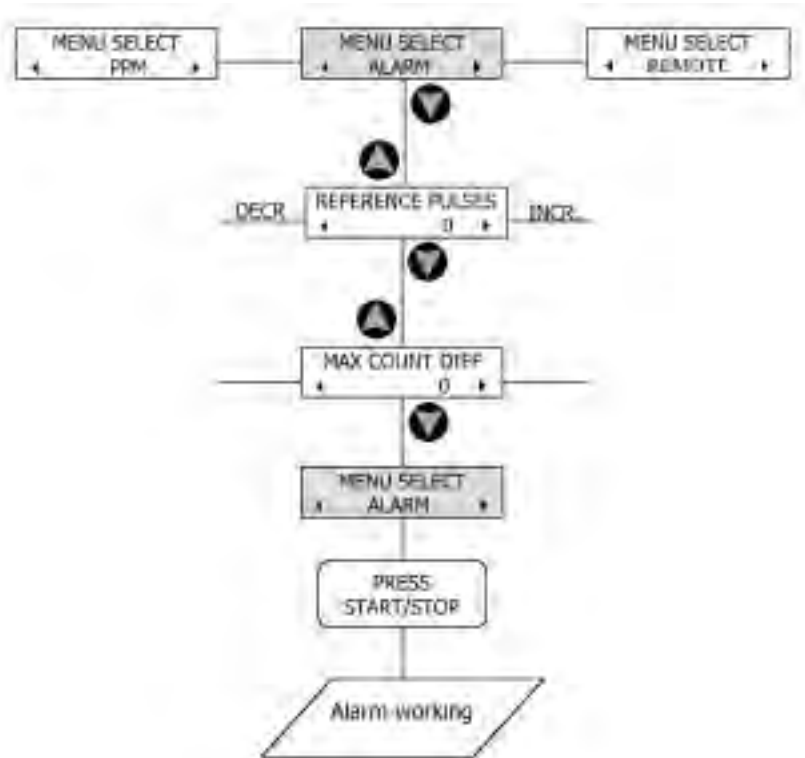 MENU SELECT
PPM
MENU SELECT
ALARM
MENU SELECT
REMOTE
REFERENCE PULSES
0
DECR
INCR
MAX COUNT DIFF
0
MENU SELECT
ALARM
PRESS
START/STOP
Alarm working